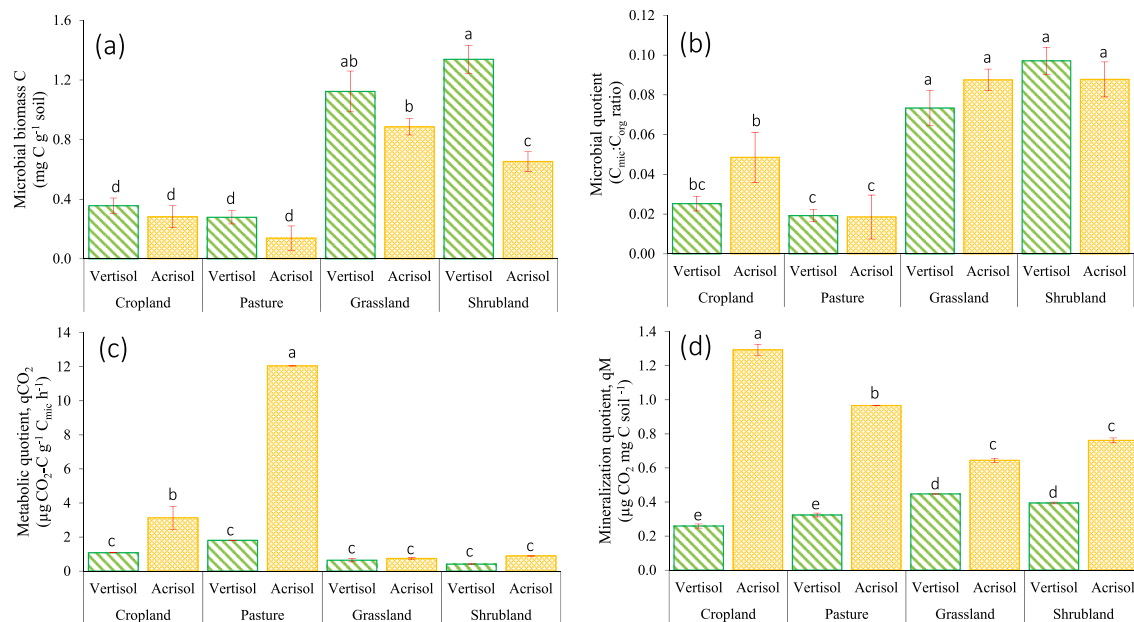 (a)
Microbial biomass C
(mg C g-1 soil)
1.6
1.2
0.8
0.4
0.0
d
d
d
d
ab
b
a
c
Vertisol Acrisol Vertisol Acrisol Vertisol Acrisol Vertisol Acrisol
Cropland Pasture Grassland Shrubland
(b)
Microbial quotient
(Cmic:Corg ratio)
0.12
0.10
0.08
0.06
0.04
0.02
0.00
bc
b
c
c
a
a
a
a
Vertisol Acrisol Vertisol Acrisol Vertisol Acrisol Vertisol Acrisol
Cropland Pasture Grassland Shrubland
(c)
Metabolic quotient, qCO2
(µg CO2-C g-1 Cmic h-1)
14
12
10
8
6
4
2
0
c
b
c
a
c
c
c
c
Vertisol Acrisol Vertisol Acrisol Vertisol Acrisol Vertisol Acrisol
Cropland Pasture Grassland Shrubland
(d)
Mineralization quotient, qM
(µg CO2 mg C soil -1)
1.4
1.2
1.0
0.8
0.6
0.4
0.2
0.0
e
a
e
b
d
c
d
c
Vertisol Acrisol Vertisol Acrisol Vertisol Acrisol Vertisol Acrisol
Cropland Pasture Grassland Shrubland